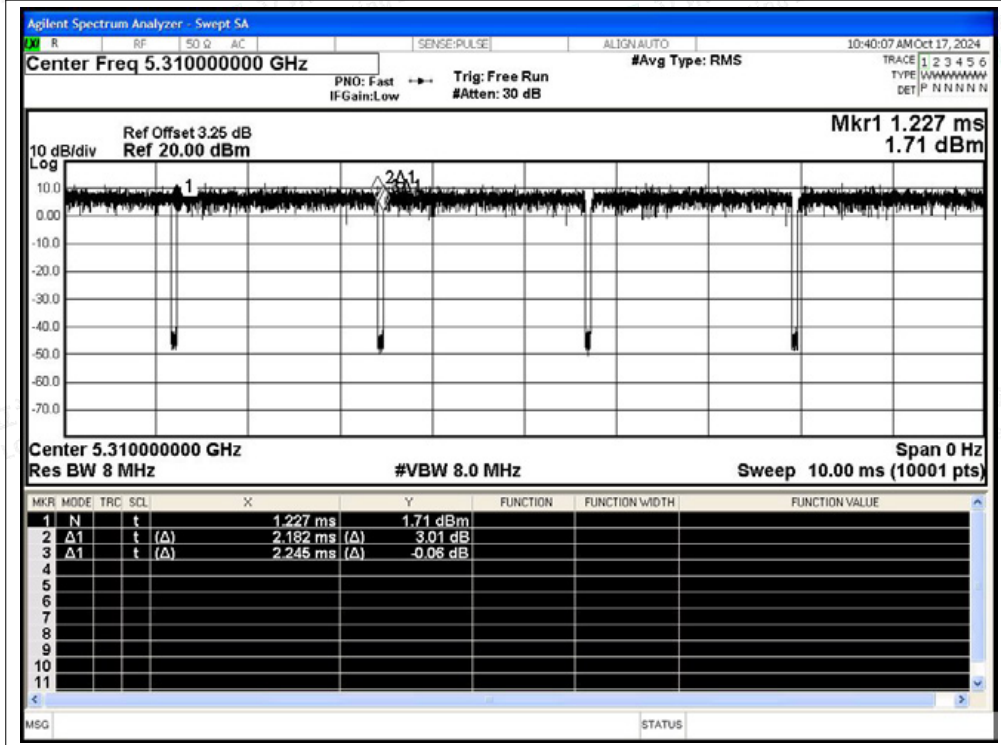 Agilent Spectrum Analyzer - Swept SA
LXI R RF 50 Ω AC SENSE:PULSE ALIGN AUTO 10:40:07 AM Oct 17, 2024
Center Freq 5.310000000 GHz #Avg Type: RMS TRACE 1 2 3 4 5 6
PNO: Fast Trig: Free Run TYPE WWWWWW
IFGain:Low #Atten: 30 dB DET P N N N N N
Mkr1 1.227 ms
Ref Offset 3.25 dB
10 dB/div Ref 20.00 dBm 1.71 dBm
Log
10.0
0.00
-10.0
-20.0
-30.0
-40.0
-50.0
-60.0
-70.0
1
2Δ1
Center 5.310000000 GHz Span 0 Hz
Res BW 8 MHz #VBW 8.0 MHz Sweep 10.00 ms (10001 pts)
MKR MODE TRC SCL X Y FUNCTION FUNCTION WIDTH FUNCTION VALUE
1 N t 1.227 ms 1.71 dBm
2 Δ1 t (Δ) 2.182 ms (Δ) 3.01 dB
3 Δ1 t (Δ) 2.245 ms (Δ) -0.06 dB
4
5
6
7
8
9
10
11
MSG STATUS